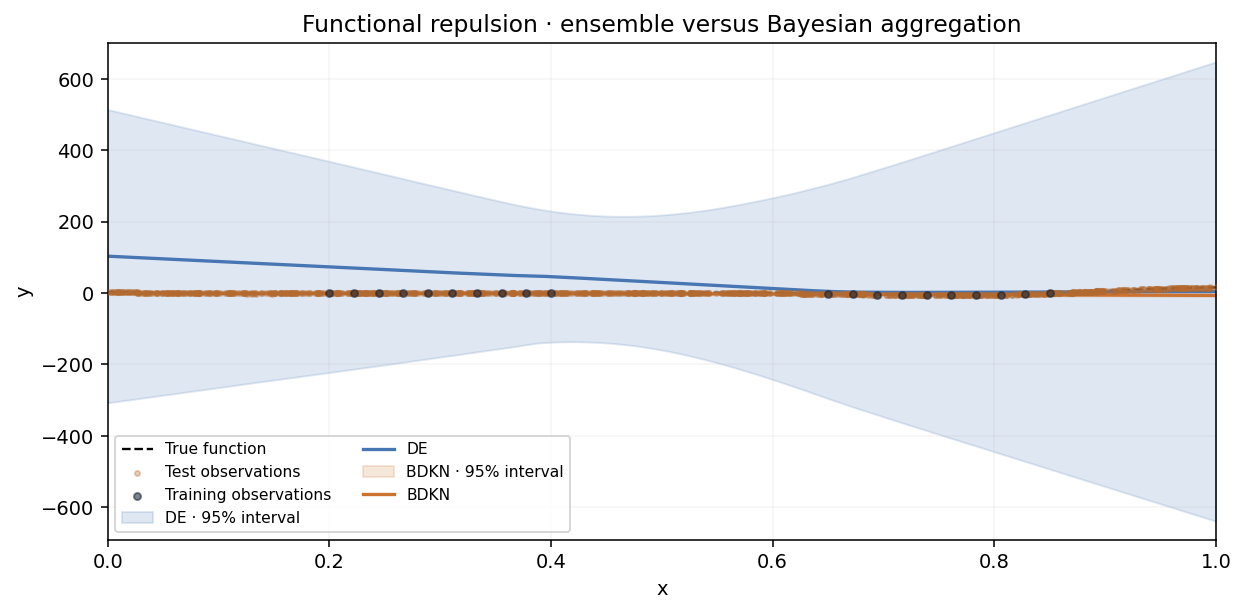 Functional repulsion · ensemble versus Bayesian aggregation
y
600
400
200
0
−200
−400
−600
True function
Test observations
Training observations
DE · 95% interval
DE
BDKN · 95% interval
BDKN
0.0
0.2
0.4
0.6
0.8
1.0
x